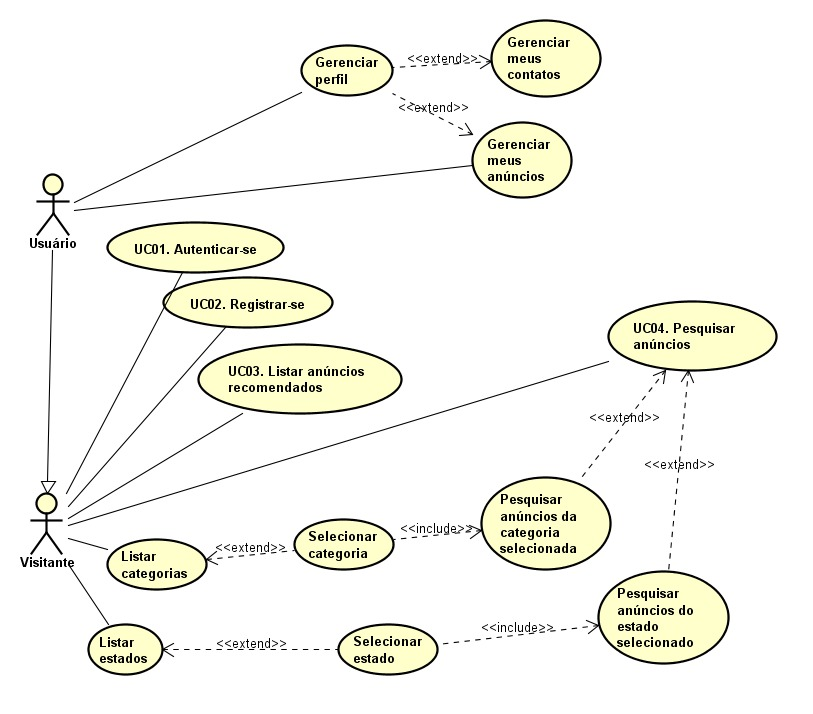 Gerenciar
perfil
<<extend>>
Gerenciar
meus
contatos
<<extend>>
Gerenciar
meus
anúncios
Usuário
UC01. Autenticar-se
UC02. Registrar-se
UC03. Listar anúncios
recomendados
UC04. Pesquisar
anúncios
<<extend>>
<<extend>>
Visitante
Listar
categorias
<<extend>>
Selecionar
categoria
<<include>>
Pesquisar
anúncios da
categoria
selecionada
Listar
estados
<<extend>>
Selecionar
estado
<<include>>
Pesquisar
anúncios do
estado
selecionado